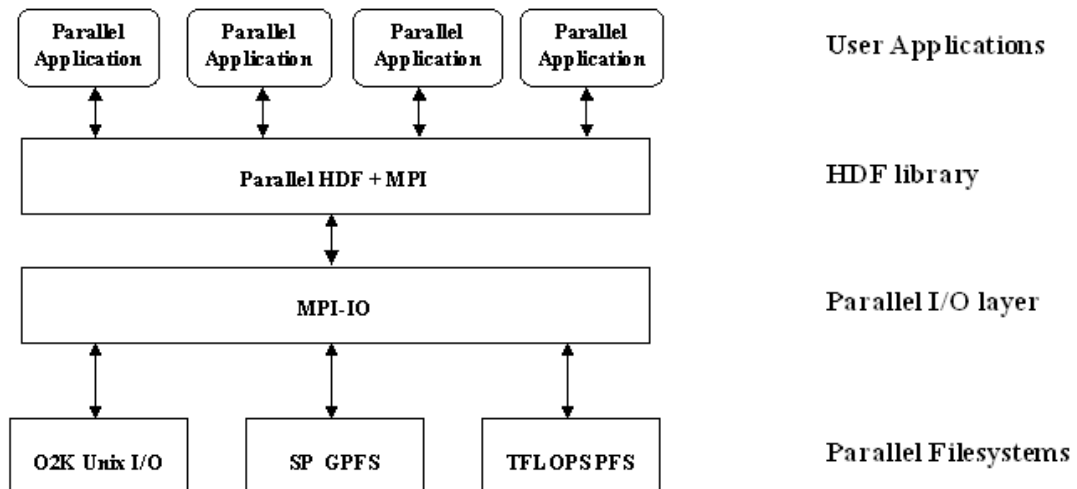 Parallel Application
Parallel Application
Parallel Application
Parallel Application
User Applications
Parallel HDF + MPI
HDF library
MPI-IO
Parallel I/O layer
O2K Unix I/O
SP GPFS
TFLOPS PFS
Parallel Filesystems